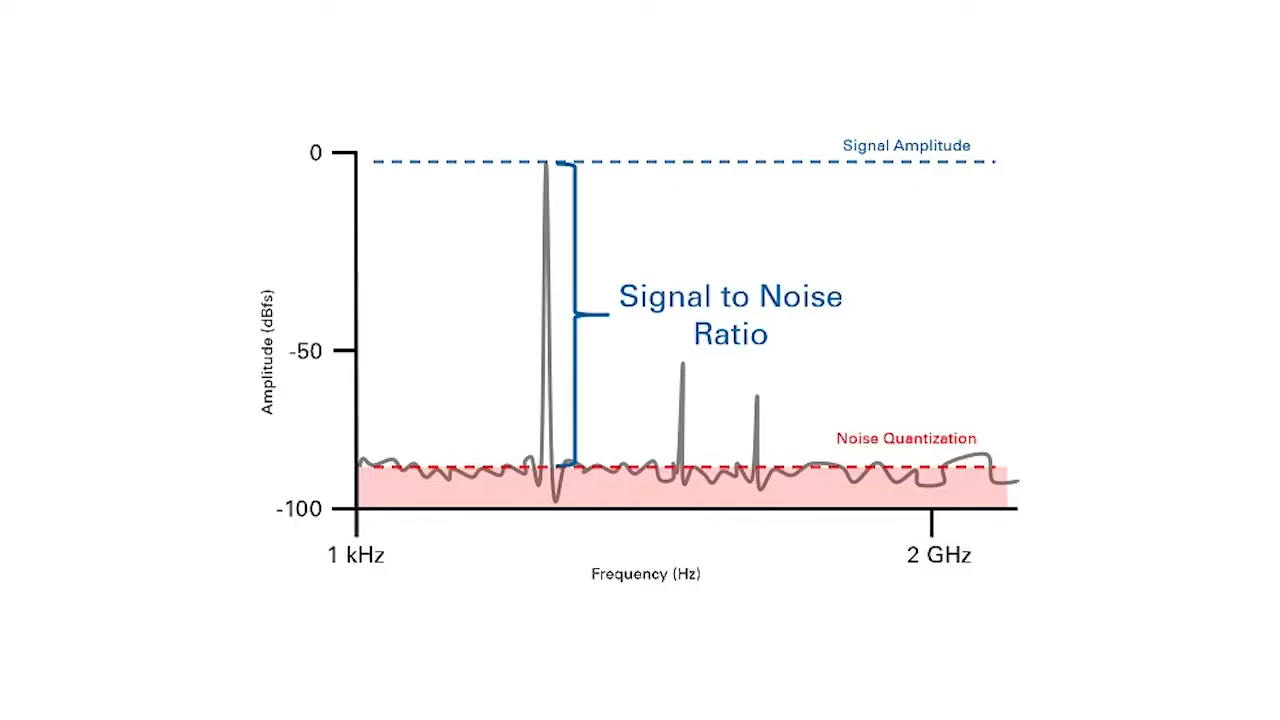 Signal Amplitude
0
Signal to Noise
Ratio
-50
Amplitude (dBfs)
Noise Quantization
-100
1 kHz
2 GHz
Frequency (Hz)